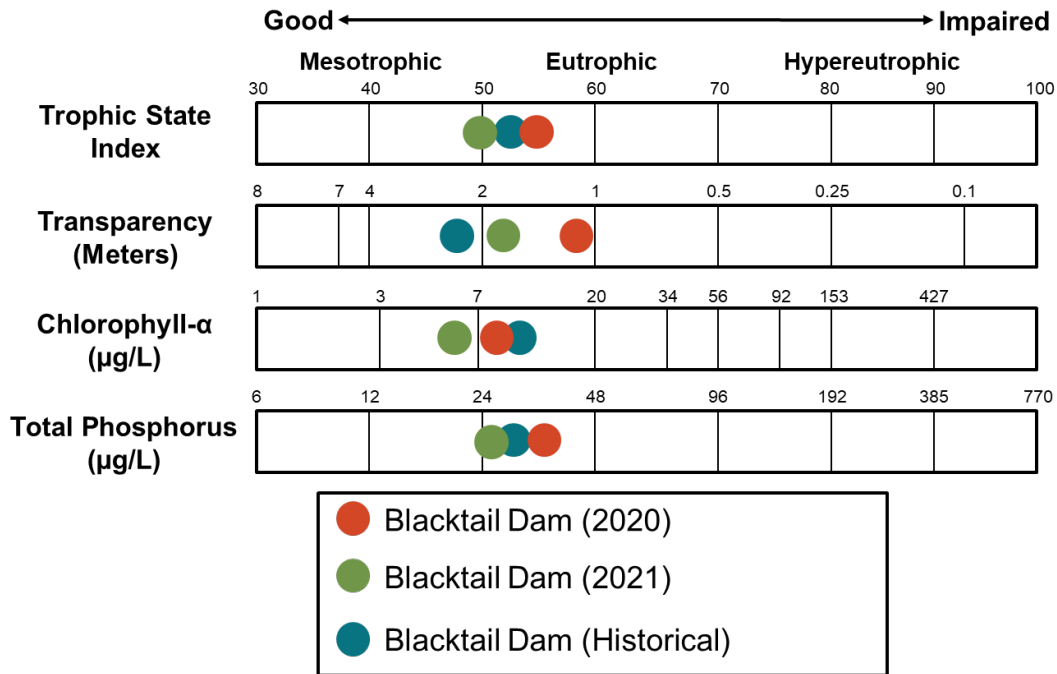 Good Impaired
Mesotrophic Eutrophic Hypereutrophic
30 40 50 60 70 80 90 100
Trophic State
Index
8 7 4 2 1 0.5 0.25 0.1
Transparency
(Meters)
1 3 7 20 34 56 92 153 427
Chlorophyll-α
(µg/L)
6 12 24 48 96 192 385 770
Total Phosphorus
(µg/L)
Blacktail Dam (2020)
Blacktail Dam (2021)
Blacktail Dam (Historical)